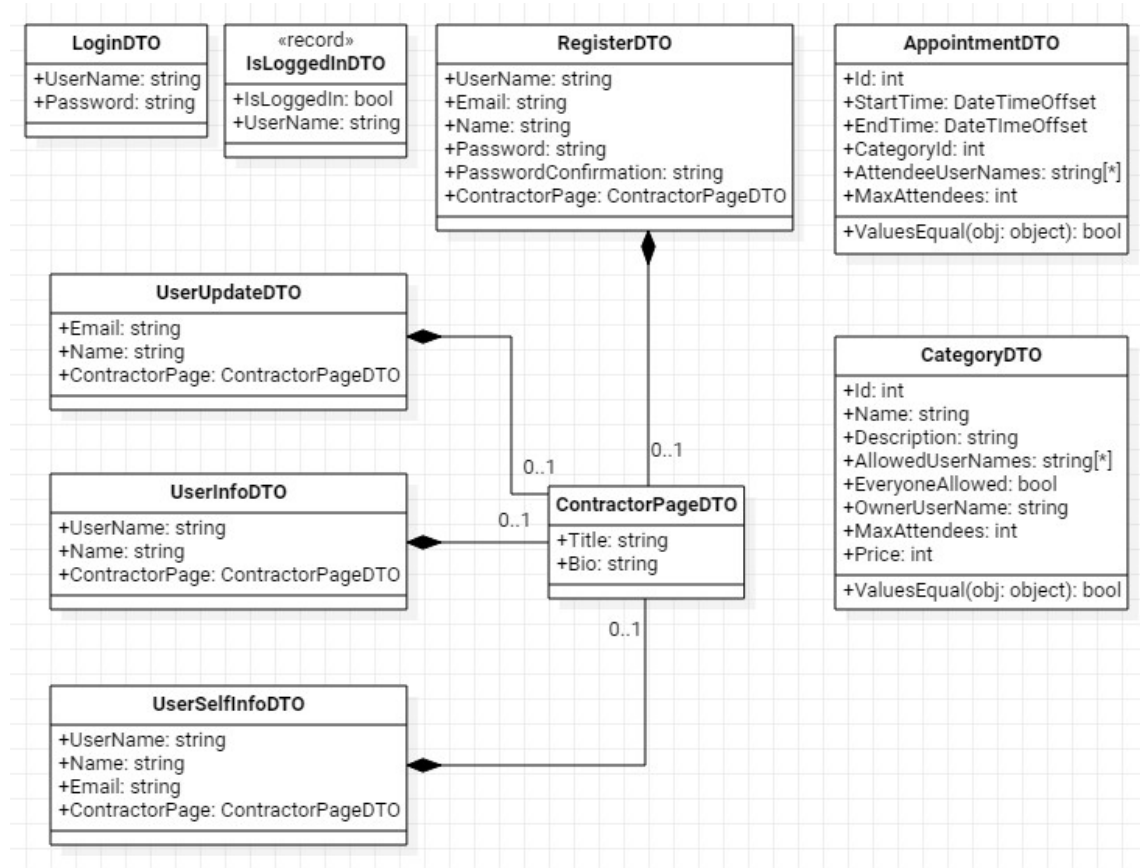 LoginDTO
+UserName: string
+Password: string
«record»
IsLoggedInDTO
+IsLoggedIn: bool
+UserName: string
RegisterDTO
+UserName: string
+Email: string
+Name: string
+Password: string
+PasswordConfirmation: string
+ContractorPage: ContractorPageDTO
AppointmentDTO
+Id: int
+StartTime: DateTimeOffset
+EndTime: DateTImeOffset
+CategoryId: int
+AttendeeUserNames: string[*]
+MaxAttendees: int
+ValuesEqual(obj: object): bool
UserUpdateDTO
+Email: string
+Name: string
+ContractorPage: ContractorPageDTO
CategoryDTO
+Id: int
+Name: string
+Description: string
+AllowedUserNames: string[*]
+EveryoneAllowed: bool
+OwnerUserName: string
+MaxAttendees: int
+Price: int
+ValuesEqual(obj: object): bool
0..1
0..1
UserInfoDTO
+UserName: string
+Name: string
+ContractorPage: ContractorPageDTO
0..1
ContractorPageDTO
+Title: string
+Bio: string
0..1
UserSelfInfoDTO
+UserName: string
+Name: string
+Email: string
+ContractorPage: ContractorPageDTO